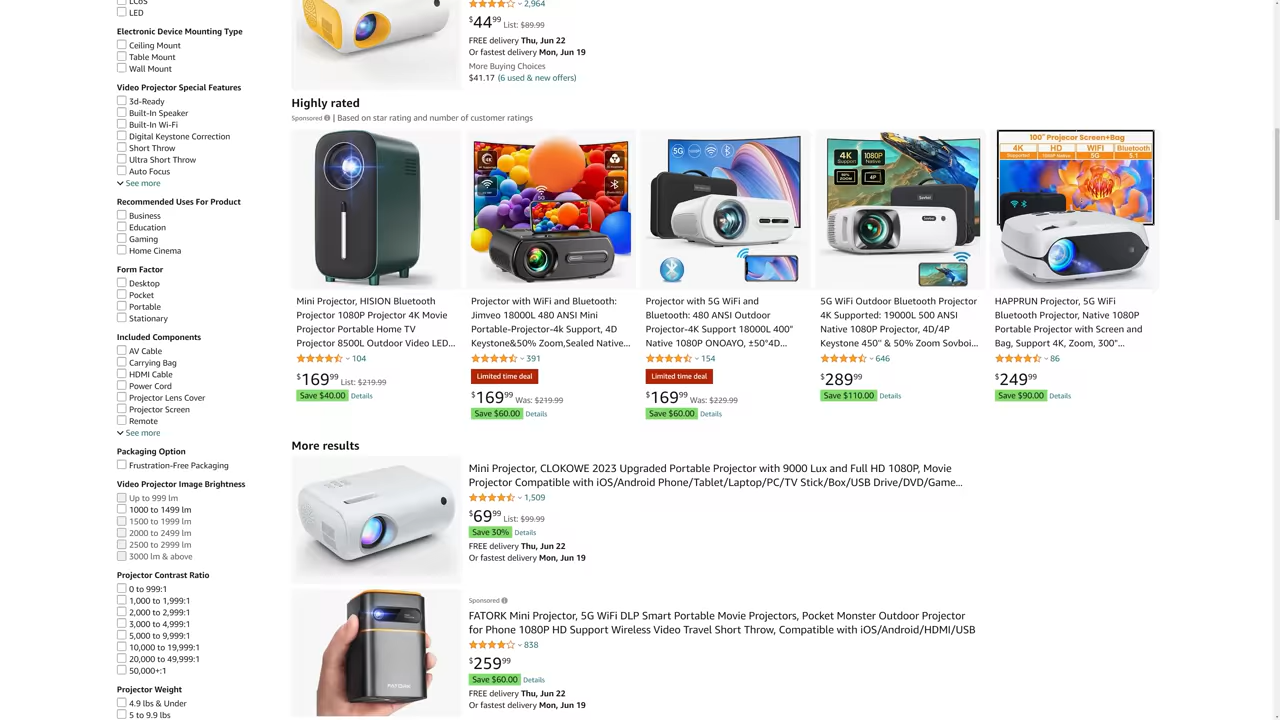 LCoS
LED
Electronic Device Mounting Type
Ceiling Mount
Table Mount
Wall Mount
Video Projector Special Features
3d-Ready
Built-In Speaker
Built-In Wi-Fi
Digital Keystone Correction
Short Throw
Ultra Short Throw
Auto Focus
See more
Recommended Uses For Product
Business
Education
Gaming
Home Cinema
Form Factor
Desktop
Pocket
Portable
Stationary
Included Components
AV Cable
Carrying Bag
HDMI Cable
Power Cord
Projector Lens Cover
Projector Screen
Remote
See more
Packaging Option
Frustration-Free Packaging
Video Projector Image Brightness
Up to 999 lm
1000 to 1499 lm
1500 to 1999 lm
2000 to 2499 lm
2500 to 2999 lm
3000 lm & above
Projector Contrast Ratio
0 to 999:1
1,000 to 1,999:1
2,000 to 2,999:1
3,000 to 4,999:1
5,000 to 9,999:1
10,000 to 19,999:1
20,000 to 49,999:1
50,000+:1
Projector Weight
4.9 lbs & Under
5 to 9.9 lbs
2,964
$44.99 List: $89.99
FREE delivery Thu, Jun 22
Or fastest delivery Mon, Jun 19
More Buying Choices
$41.17 (6 used & new offers)
Highly rated
Sponsored | Based on star rating and number of customer ratings
Mini Projector, HISION Bluetooth
Projector 1080P Projector 4K Movie
Projector Portable Home TV
Projector 8500L Outdoor Video LED...
104
$169.99 List: $219.99
Save $40.00 Details
4K
5G
Projector with WiFi and Bluetooth:
Jimveo 18000L 480 ANSI Mini
Portable-Projector-4k Support, 4D
Keystone&50% Zoom,Sealed Native...
391
Limited time deal
$169.99 Was: $219.99
Save $60.00 Details
5G
Projector with 5G WiFi and
Bluetooth: 480 ANSI Outdoor
Projector-4K Support 18000L 400"
Native 1080P ONOAYO, ±50°4D...
154
Limited time deal
$169.99 Was: $229.99
Save $60.00 Details
4K
Support
1080P
Native
4P
5G WiFi Outdoor Bluetooth Projector
4K Supported: 19000L 500 ANSI
Native 1080P Projector, 4D/4P
Keystone 450'' & 50% Zoom Sovboi...
646
$289.99
Save $110.00 Details
100" Projecor Screen+Bag
4K HD WIFI Bluetooth
Supported 1080P Native 5G 5.1
HAPPRUN Projector, 5G WiFi
Bluetooth Projector, Native 1080P
Portable Projector with Screen and
Bag, Support 4K, Zoom, 300"...
86
$249.99
Save $90.00 Details
More results
Mini Projector, CLOKOWE 2023 Upgraded Portable Projector with 9000 Lux and Full HD 1080P, Movie
Projector Compatible with iOS/Android Phone/Tablet/Laptop/PC/TV Stick/Box/USB Drive/DVD/Game...
1,509
$69.99 List: $99.99
Save 30% Details
FREE delivery Thu, Jun 22
Or fastest delivery Mon, Jun 19
Sponsored
FATORK Mini Projector, 5G WiFi DLP Smart Portable Movie Projectors, Pocket Monster Outdoor Projector
for Phone 1080P HD Support Wireless Video Travel Short Throw, Compatible with iOS/Android/HDMI/USB
838
$259.99
Save $60.00 Details
FREE delivery Thu, Jun 22
Or fastest delivery Mon, Jun 19
FATORK